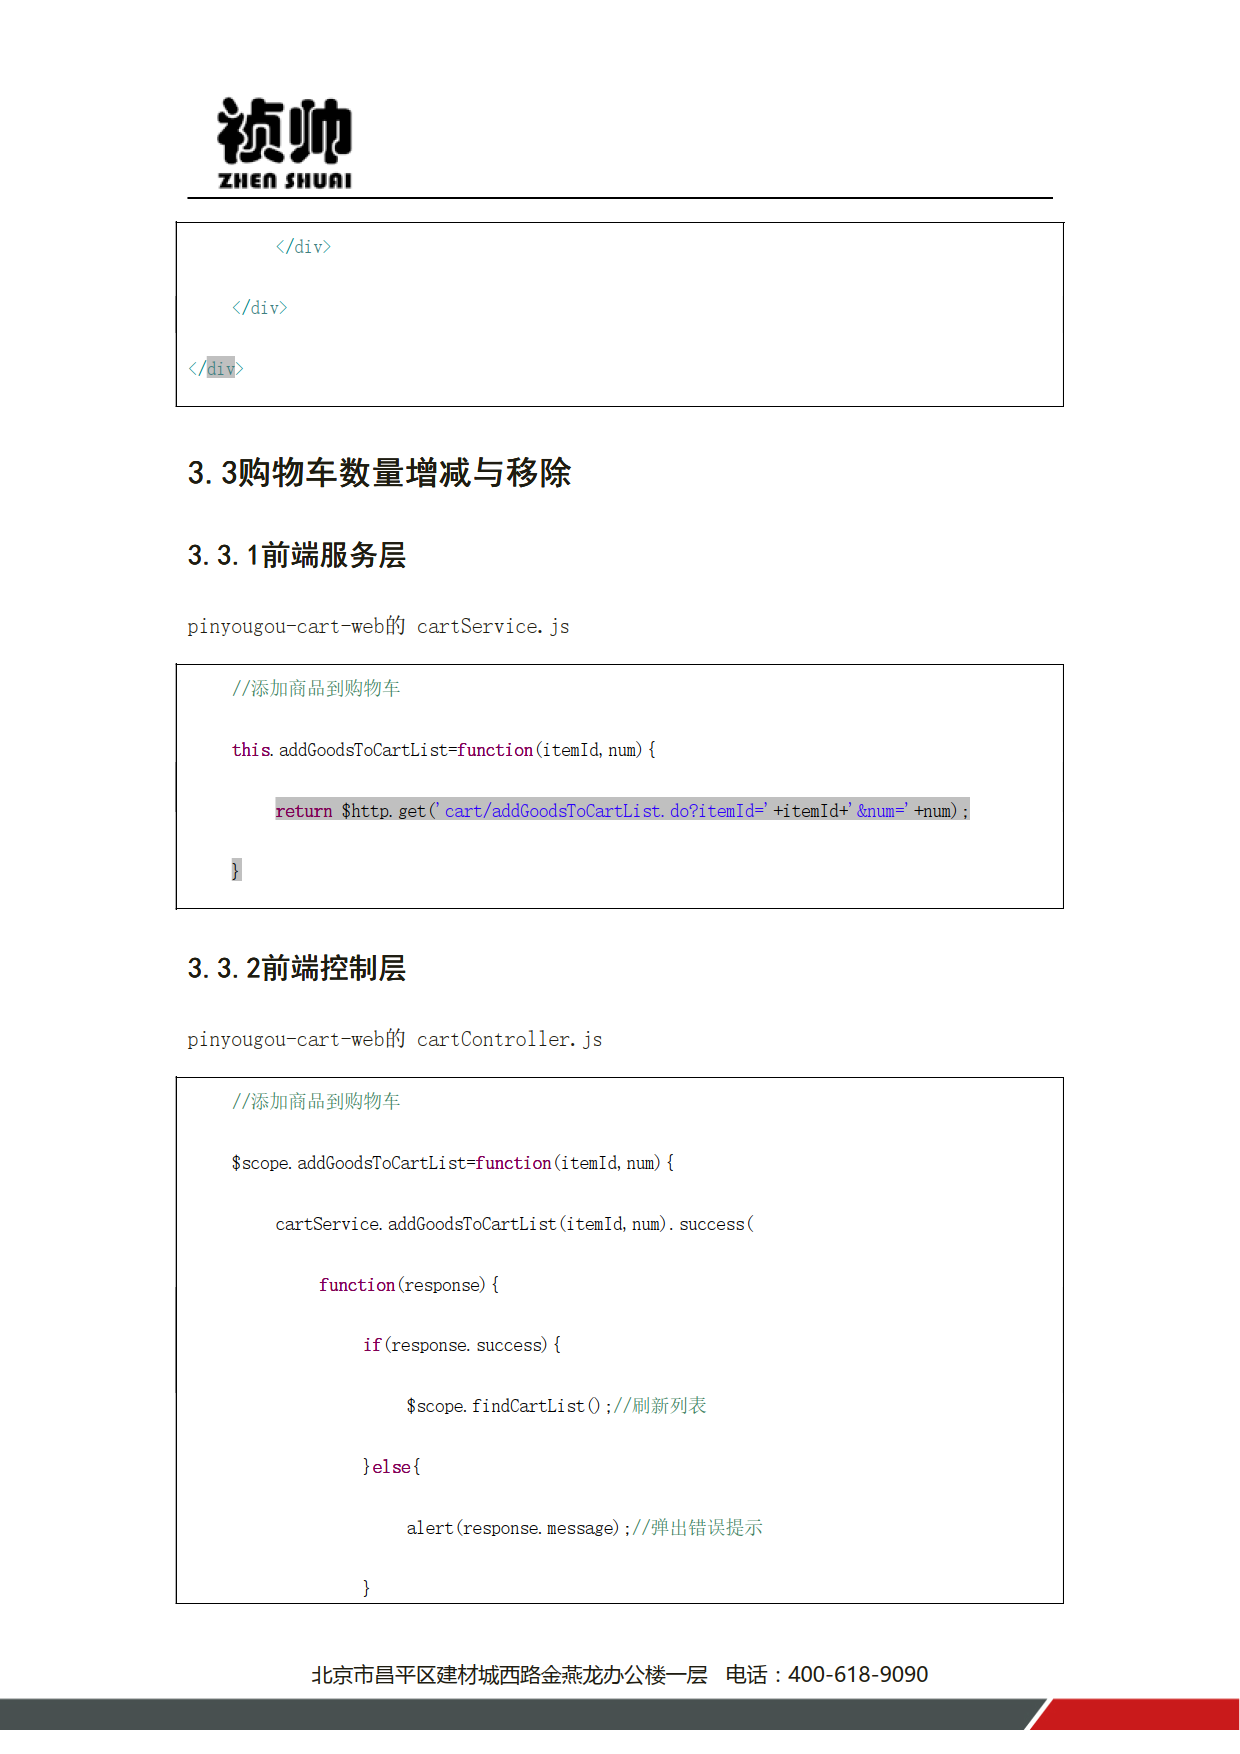 祯帅
ZHEN SHUAI
</div>
</div>
</div>
3.3购物车数量增减与移除
3.3.1前端服务层
pinyougou-cart-web的 cartService.js
//添加商品到购物车
this.addGoodsToCartList=function(itemId,num){
return $http.get('cart/addGoodsToCartList.do?itemId='+itemId+'&num='+num);
}
3.3.2前端控制层
pinyougou-cart-web的 cartController.js
//添加商品到购物车
$scope.addGoodsToCartList=function(itemId,num){
cartService.addGoodsToCartList(itemId,num).success(
function(response){
if(response.success){
$scope.findCartList();//刷新列表
}else{
alert(response.message);//弹出错误提示
}
北京市昌平区建材城西路金燕龙办公楼一层 电话：400-618-9090